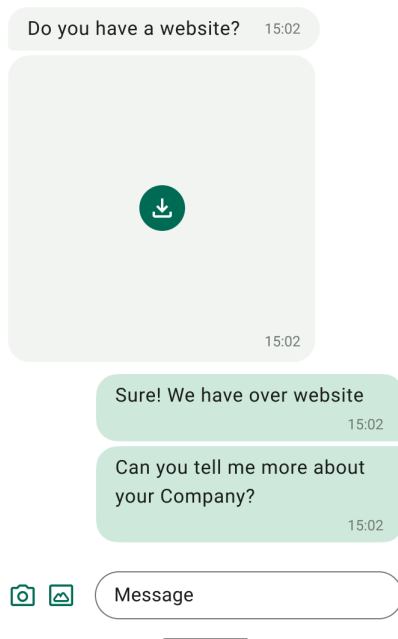 Do you have a website?
15:02
15:02
Sure! We have over website
15:02
Can you tell me more about
your Company?
15:02
Message